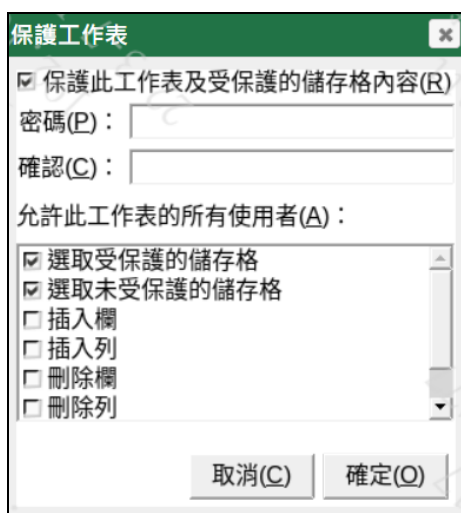 保護工作表
保護此工作表及受保護的儲存格內容(R)
密碼(P)：
確認(C)：
允許此工作表的所有使用者(A)：
選取受保護的儲存格
選取未受保護的儲存格
插入欄
插入列
刪除欄
刪除列
取消(C) 確定(O)